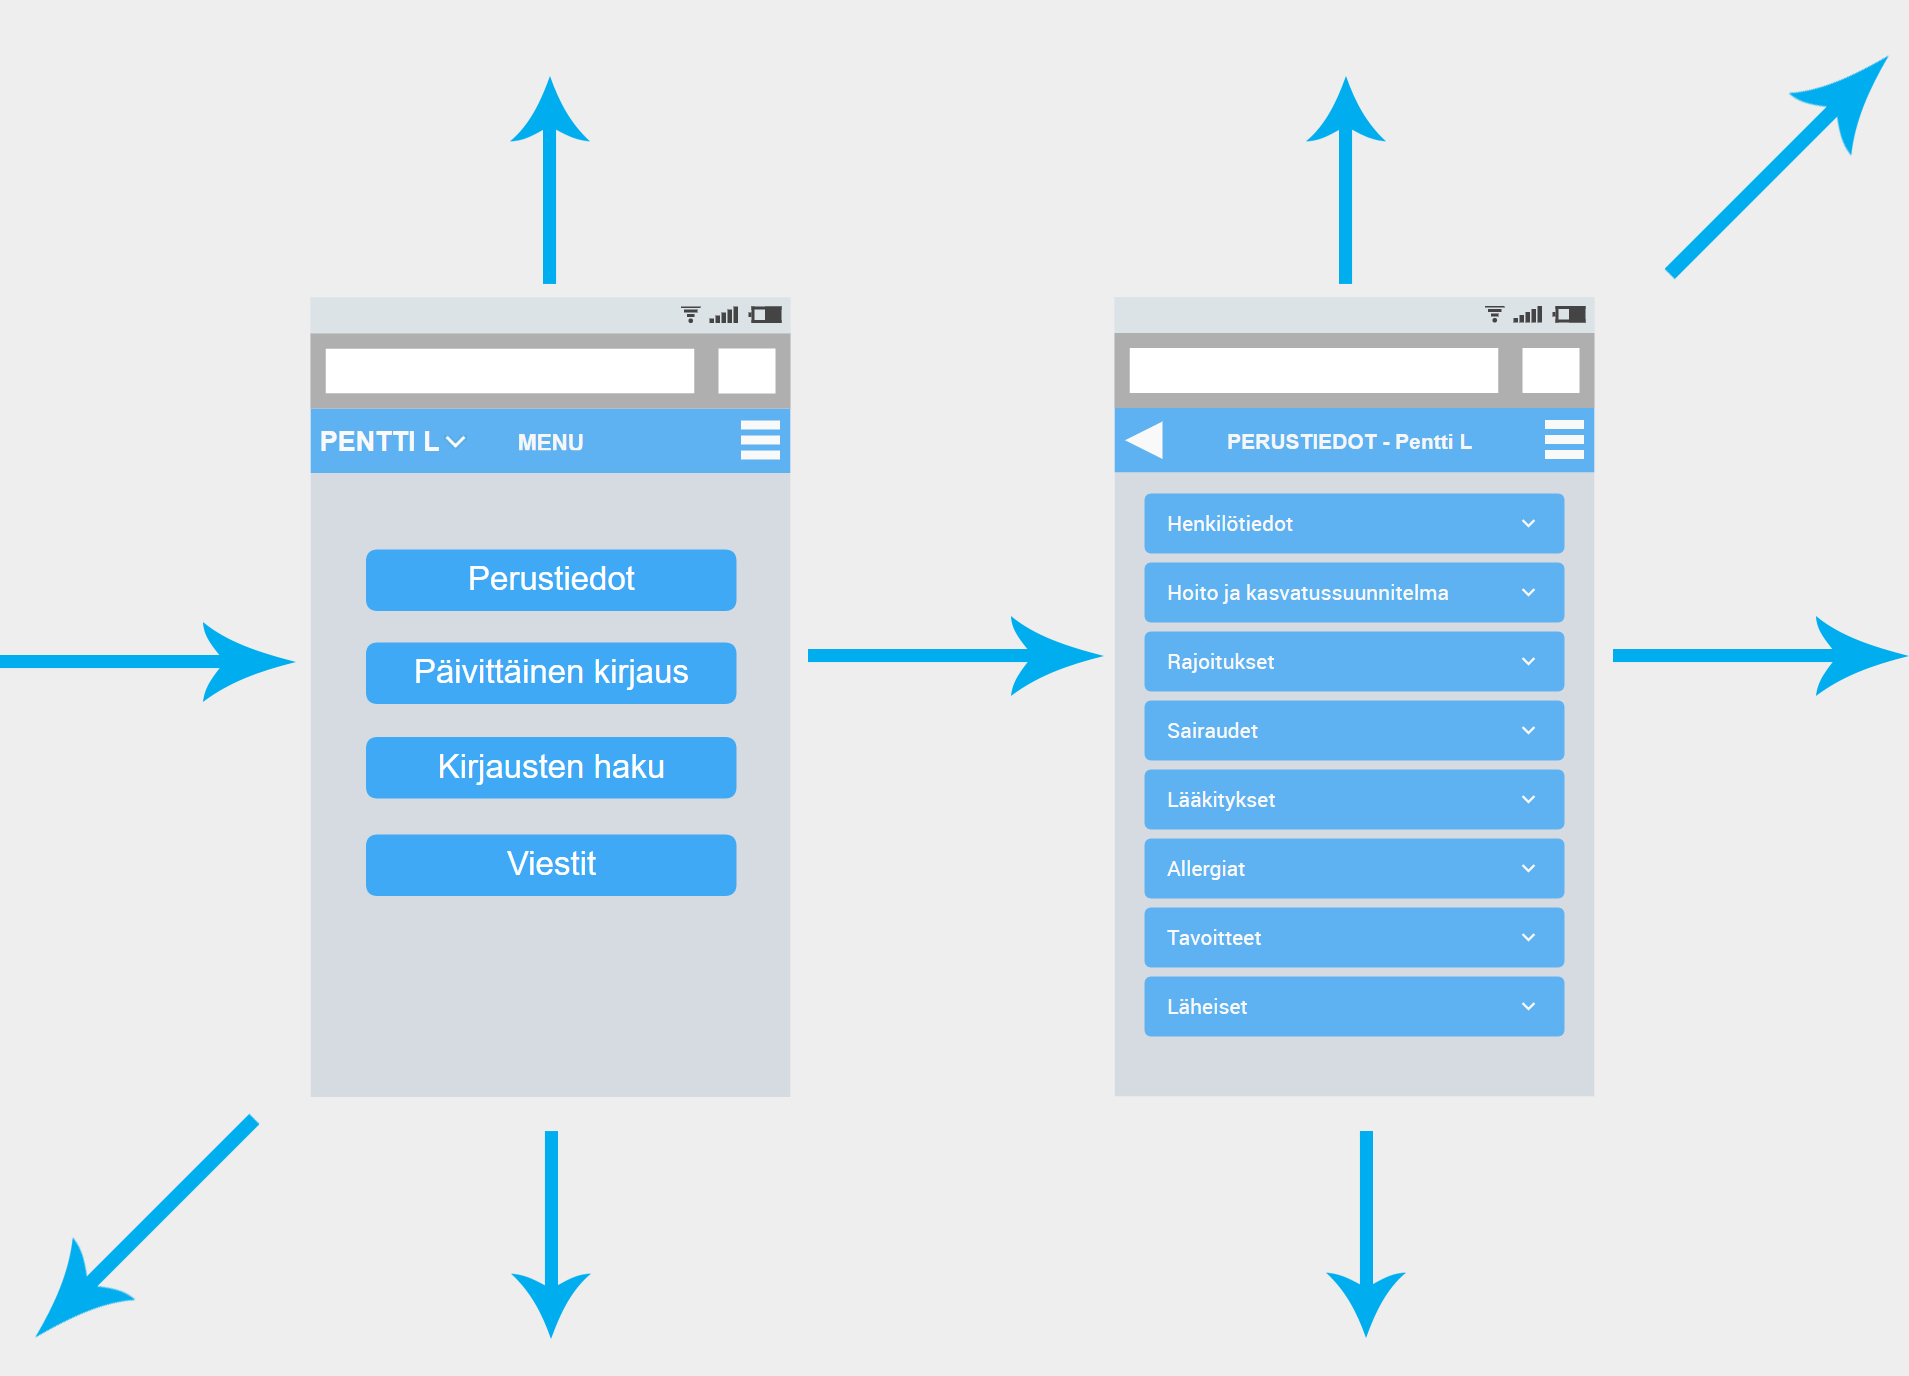 PENTTI L
MENU
Perustiedot
Päivittäinen kirjaus
Kirjausten haku
Viestit
PERUSTIEDOT - Pentti L
Henkilötiedot
Hoito ja kasvatussuunnitelma
Rajoitukset
Sairaudet
Lääkitykset
Allergiat
Tavoitteet
Läheiset